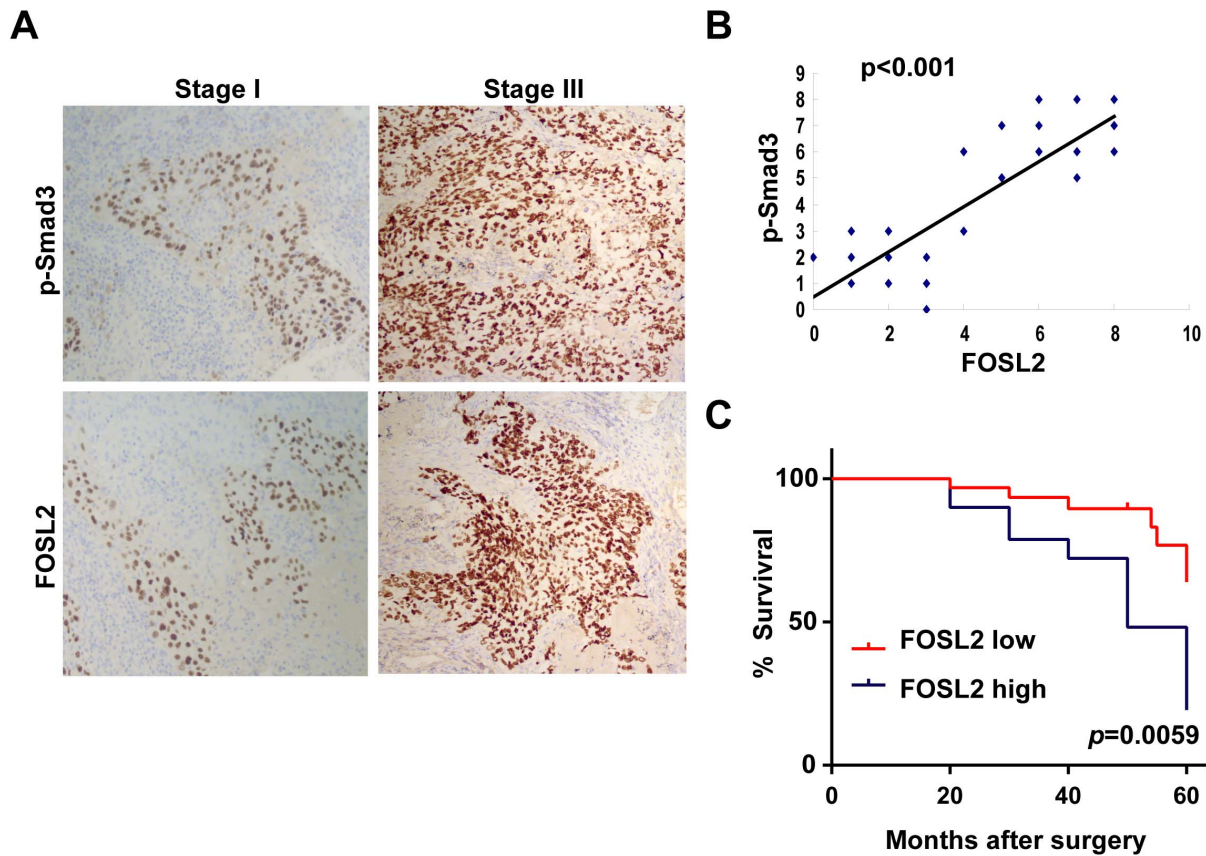 A
Stage I
Stage III
p-Smad3
FOSL2
B
p<0.001
p-Smad3
9
8
7
6
5
4
3
2
1
0
0
2
4
6
8
10
FOSL2
C
% Survivral
100
50
0
FOSL2 low
FOSL2 high
p=0.0059
0
20
40
60
Months after surgery